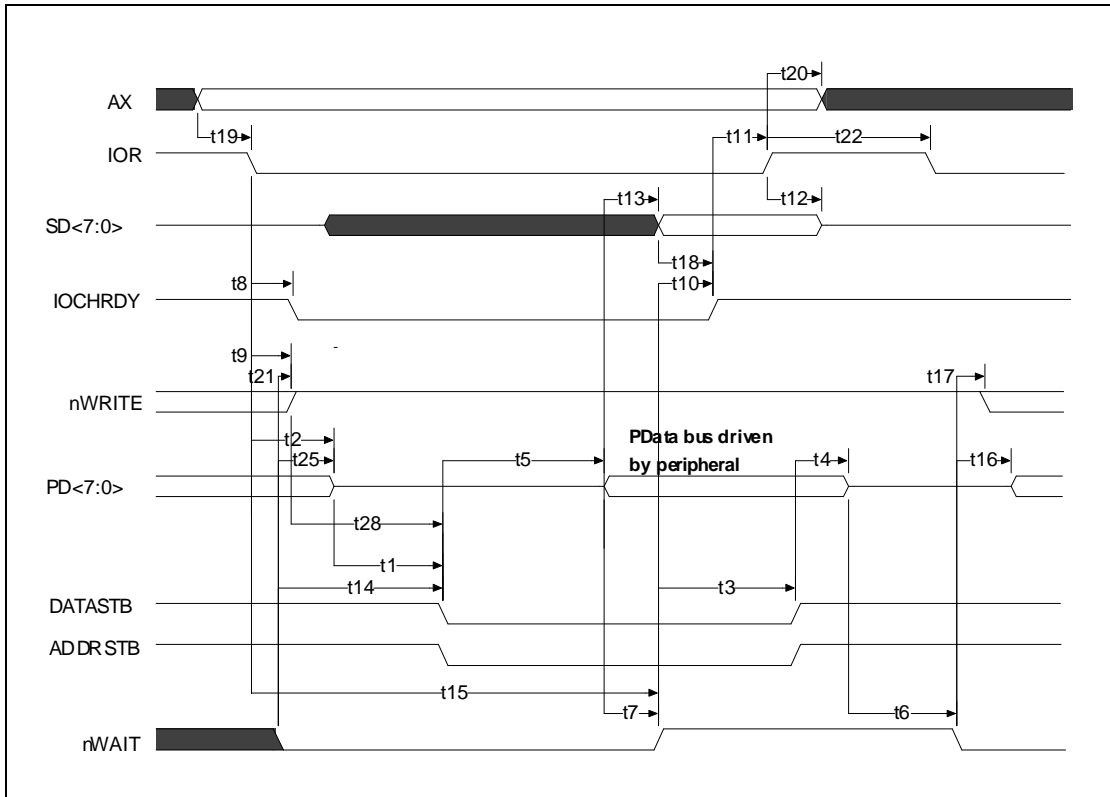 t20
AX
t19
t11
t22
IOR
t13
t12
SD<7:0>
t18
t8
t10
IOCHRDY
t9
t21
t17
nWRITE
t2
PData bus driven
by peripheral
t25
t5
t4
t16
PD<7:0>
t28
t1
t14
t3
DATASTB
ADDRSTB
t15
t7
t6
nWAIT